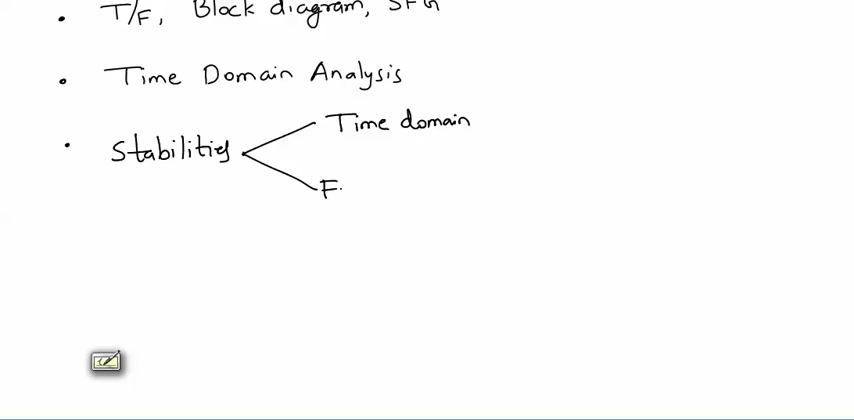 • T/F, Block diagram, SFG
• Time Domain Analysis
• Stabilities
Time domain
F